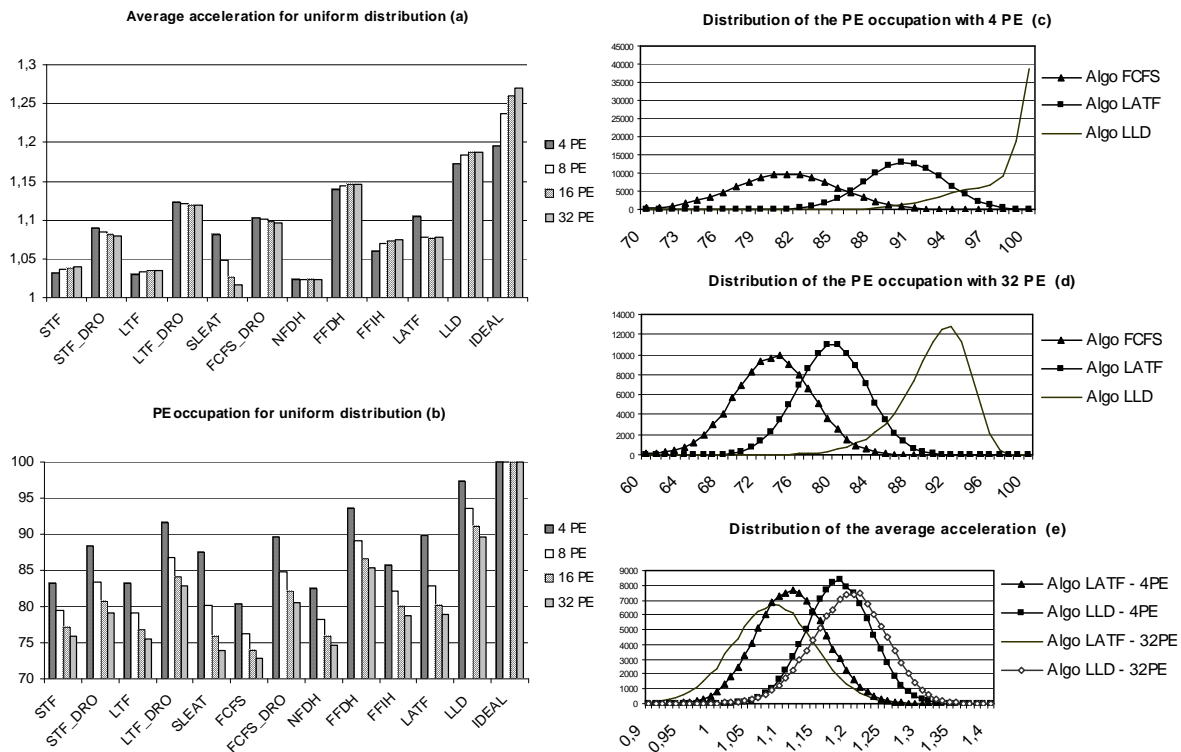 Average acceleration for uniform distribution (a)
1,3
1,25
1,2
1,15
1,1
1,05
1
STF
STF_DRO
LTF
LTF_DRO
SLEAT
FCFS_DRO
NFDH
FFDH
FFIH
LATF
LLD
IDEAL
4 PE
8 PE
16 PE
32 PE
PE occupation for uniform distribution (b)
100
95
90
85
80
75
70
STF
STF_DRO
LTF
LTF_DRO
SLEAT
FCFS
FCFS_DRO
NFDH
FFDH
FFIH
LATF
LLD
IDEAL
4 PE
8 PE
16 PE
32 PE
Distribution of the PE occupation with 4 PE (c)
45000
40000
35000
30000
25000
20000
15000
10000
5000
0
70
73
76
79
82
85
88
91
94
97
100
Algo FCFS
Algo LATF
Algo LLD
Distribution of the PE occupation with 32 PE (d)
14000
12000
10000
8000
6000
4000
2000
0
60
64
68
72
76
80
84
88
92
96
100
Algo FCFS
Algo LATF
Algo LLD
Distribution of the average acceleration (e)
9000
8000
7000
6000
5000
4000
3000
2000
1000
0
0,9
0,95
1
1,05
1,1
1,15
1,2
1,25
1,3
1,35
1,4
Algo LATF - 4PE
Algo LLD - 4PE
Algo LATF - 32PE
Algo LLD - 32PE